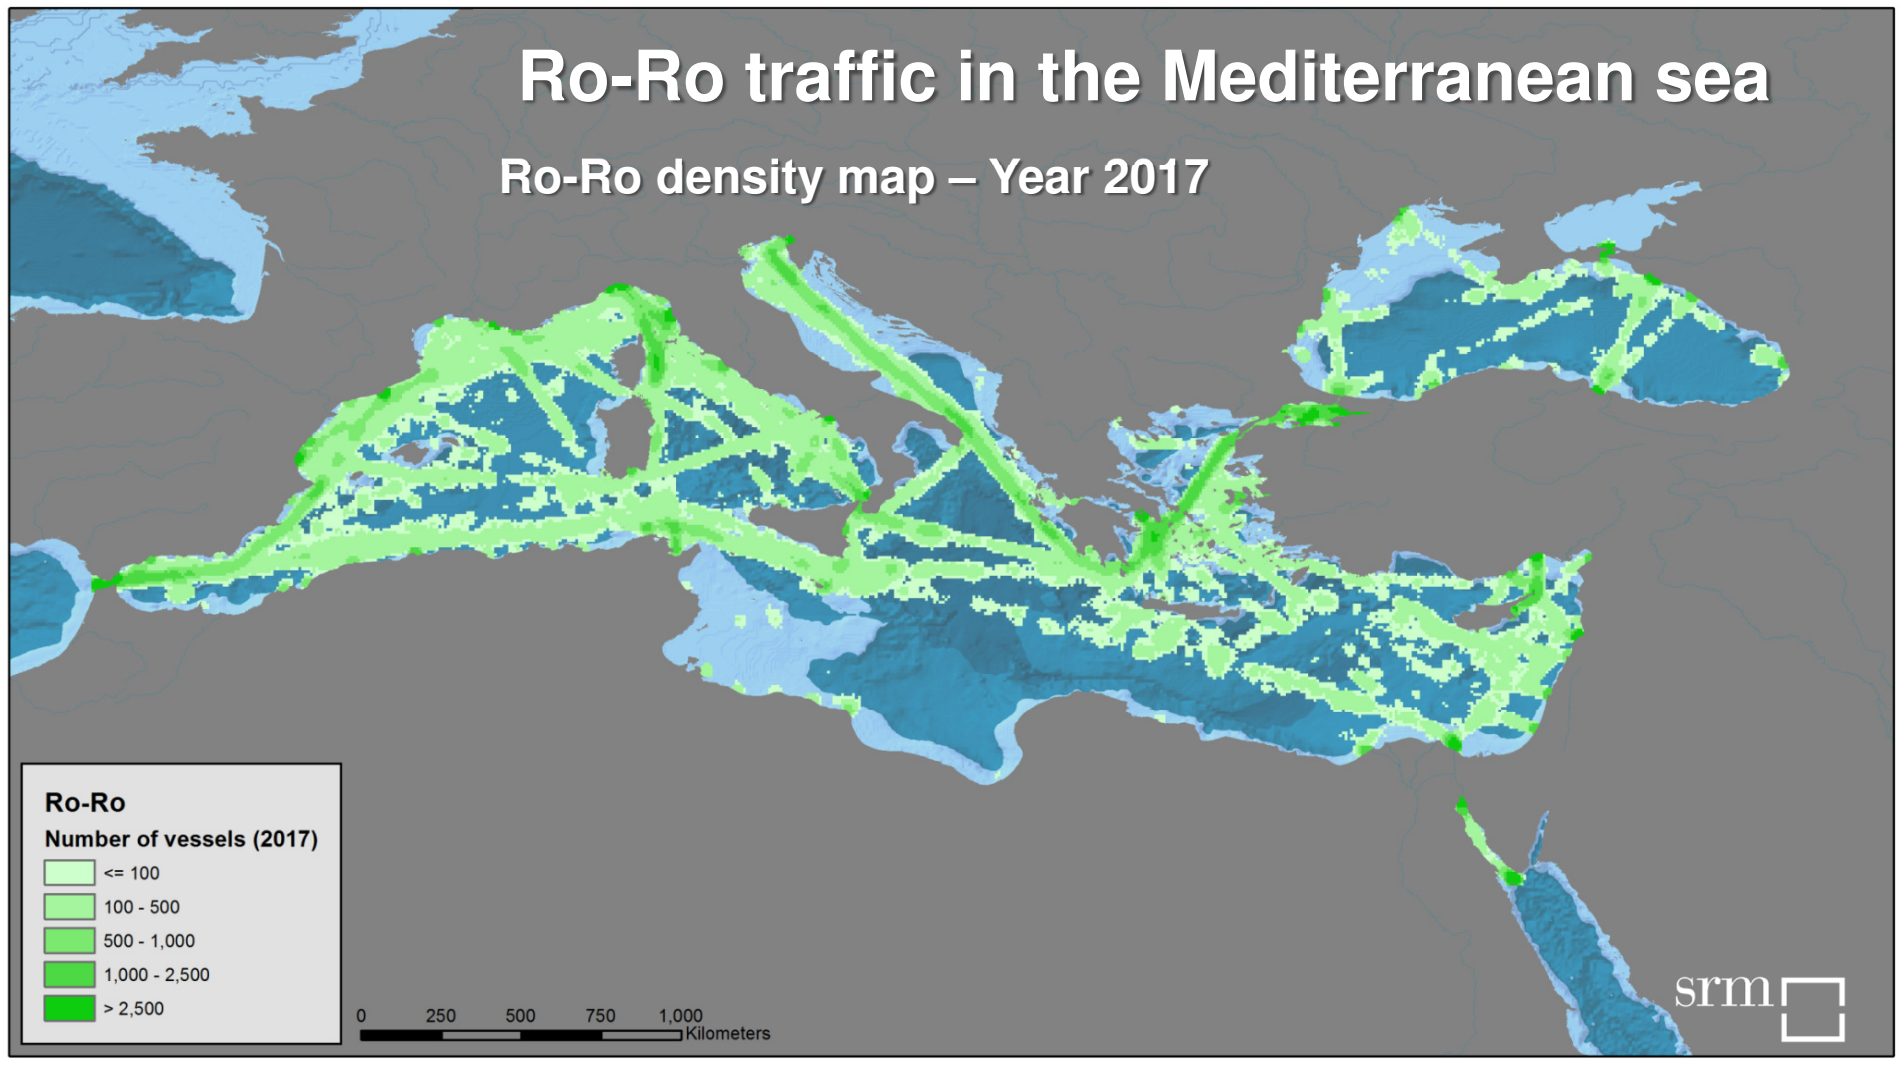 Ro-Ro traffic in the Mediterranean sea
Ro-Ro density map – Year 2017
Ro-Ro
Number of vessels (2017)
<= 100
100 - 500
500 - 1,000
1,000 - 2,500
> 2,500
0 250 500 750 1,000
Kilometers
srm